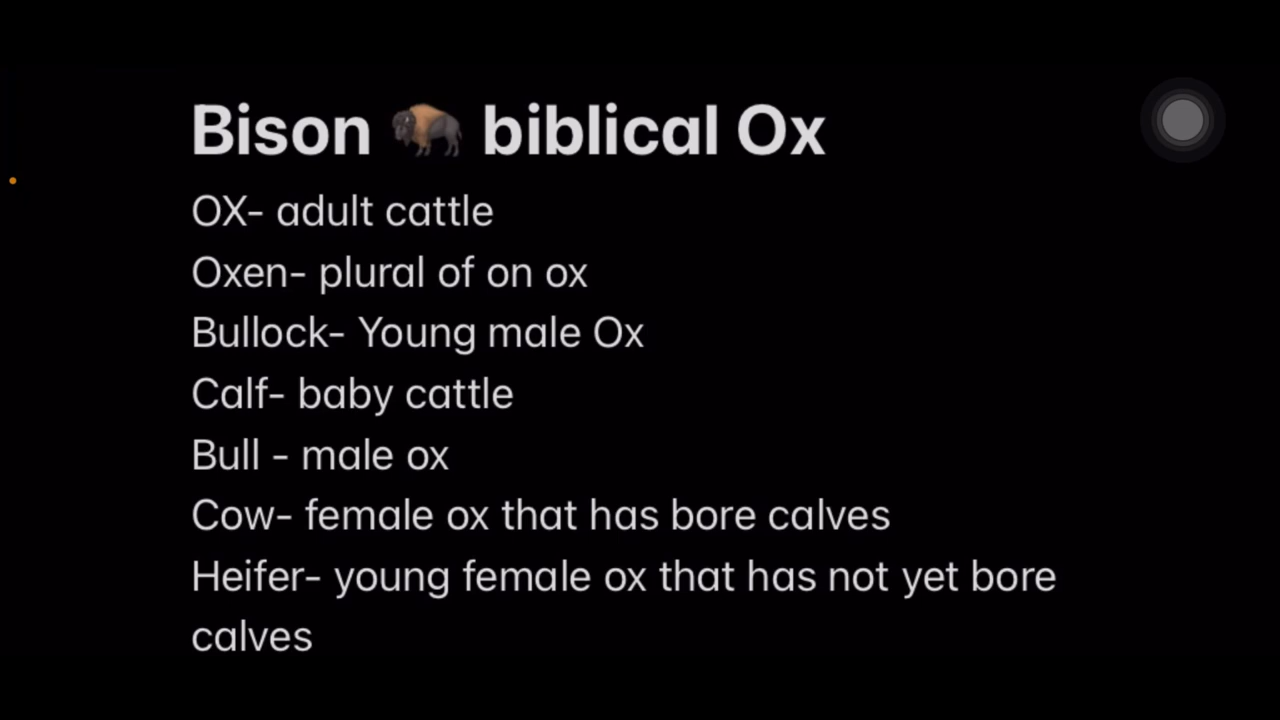 Bison 🦬 biblical Ox
OX- adult cattle
Oxen- plural of on ox
Bullock- Young male Ox
Calf- baby cattle
Bull - male ox
Cow- female ox that has bore calves
Heifer- young female ox that has not yet bore
calves